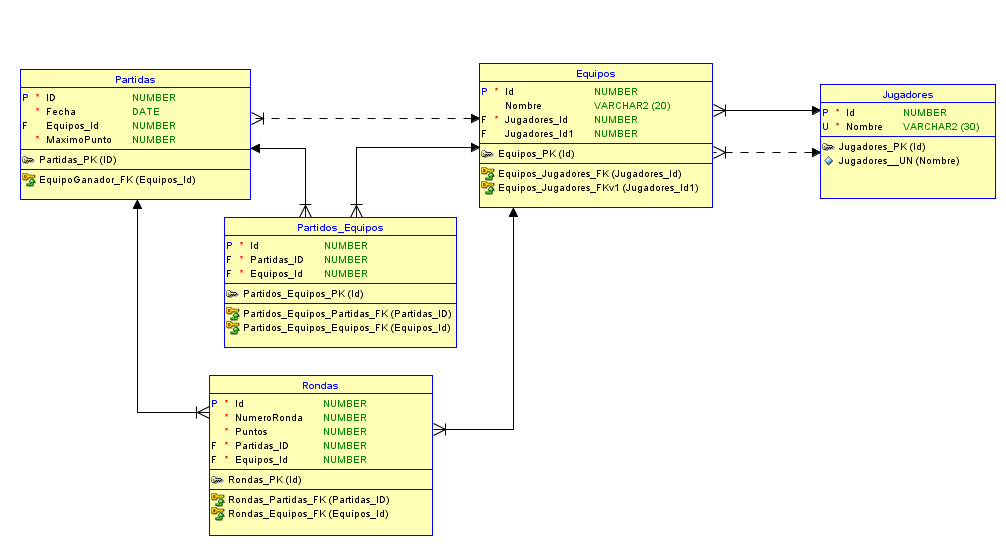 Partidas
P * ID NUMBER
* Fecha DATE
F Equipos_Id NUMBER
* MaximoPunto NUMBER
Partidas_PK (ID)
EquipoGanador_FK (Equipos_Id)
Equipos
P * Id NUMBER
Nombre VARCHAR2 (20)
F * Jugadores_Id NUMBER
F Jugadores_Id1 NUMBER
Equipos_PK (Id)
Equipos_Jugadores_FK (Jugadores_Id)
Equipos_Jugadores_FKv1 (Jugadores_Id1)
Jugadores
P * Id NUMBER
U * Nombre VARCHAR2 (30)
Jugadores_PK (Id)
Jugadores__UN (Nombre)
Partidos_Equipos
P * Id NUMBER
F * Partidas_ID NUMBER
F * Equipos_Id NUMBER
Partidos_Equipos_PK (Id)
Partidos_Equipos_Partidas_FK (Partidas_ID)
Partidos_Equipos_Equipos_FK (Equipos_Id)
Rondas
P * Id NUMBER
* NumeroRonda NUMBER
* Puntos NUMBER
F * Partidas_ID NUMBER
F * Equipos_Id NUMBER
Rondas_PK (Id)
Rondas_Partidas_FK (Partidas_ID)
Rondas_Equipos_FK (Equipos_Id)